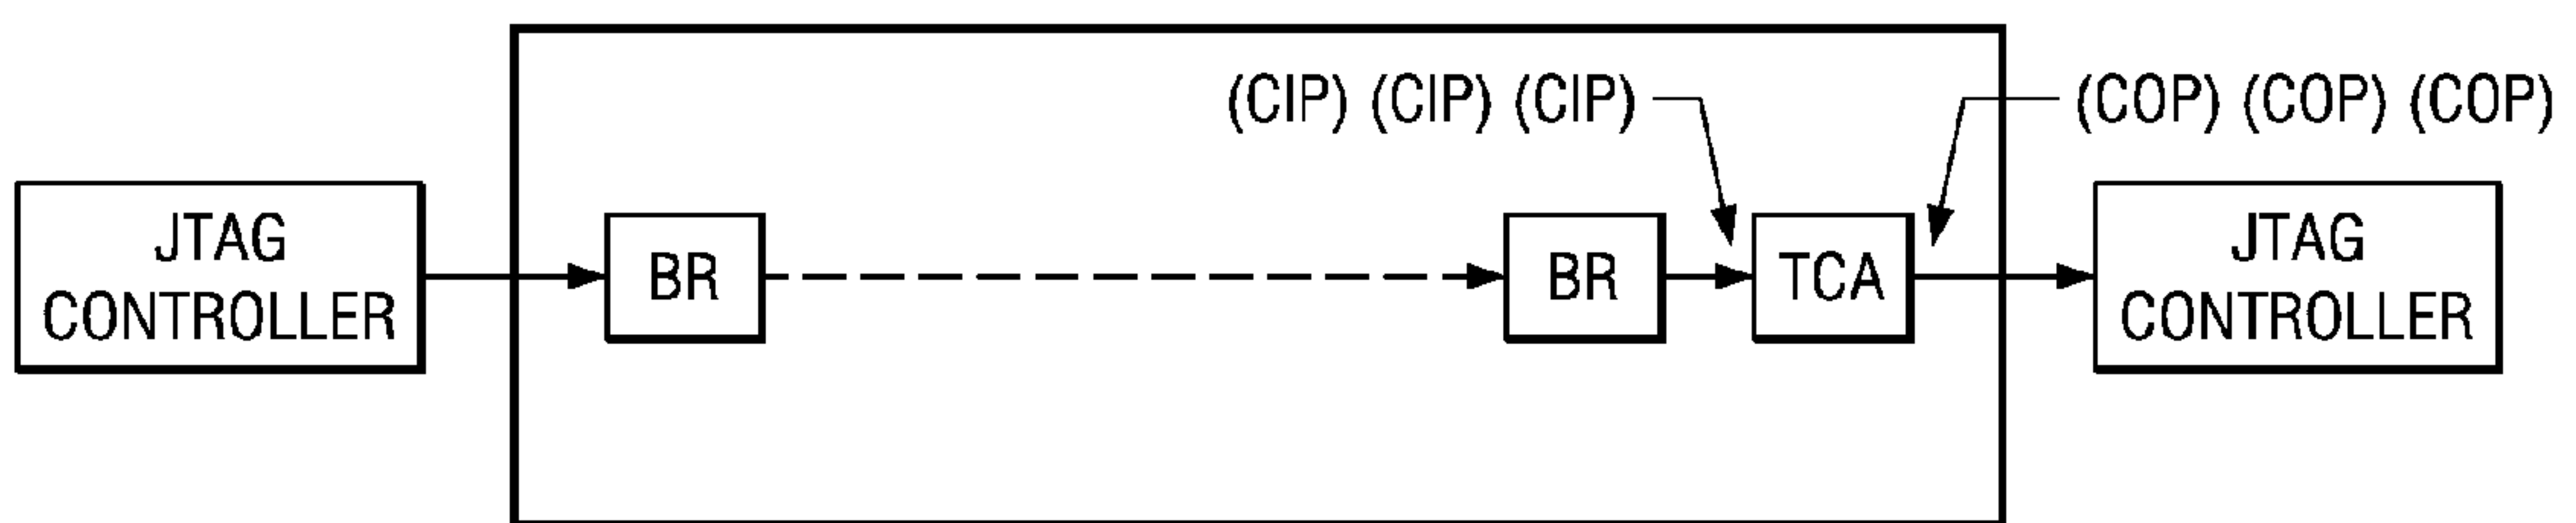 (CIP) (CIP) (CIP)
(COP) (COP) (COP)
JTAG
CONTROLLER
BR
BR
TCA
JTAG
CONTROLLER